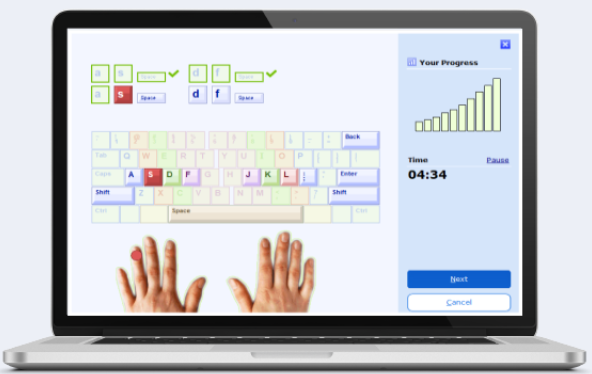 a s Space d f Space
a s Space d f Space
Your Progress
Back
Tab Q W E R T Y U I O P
Caps A S D F G H J K L Enter
Shift Z X C V B N M Shift
Ctrl Space Ctrl
Time Pause
04:34
Next
Cancel